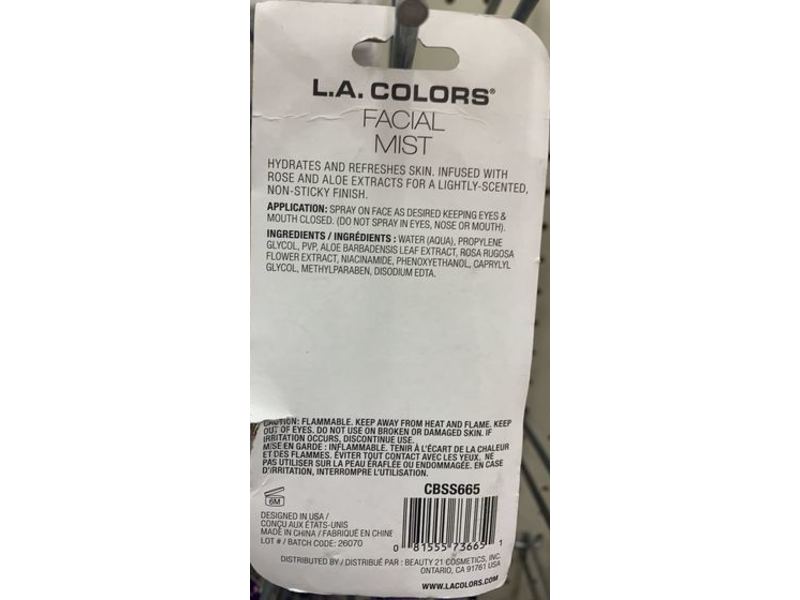 L.A. COLORS®
FACIAL
MIST
HYDRATES AND REFRESHES SKIN. INFUSED WITH
ROSE AND ALOE EXTRACTS FOR A LIGHTLY-SCENTED,
NON-STICKY FINISH.
APPLICATION: SPRAY ON FACE AS DESIRED KEEPING EYES &
MOUTH CLOSED. (DO NOT SPRAY IN EYES, NOSE OR MOUTH).
INGREDIENTS / INGRÉDIENTS : WATER (AQUA), PROPYLENE
GLYCOL, PVP, ALOE BARBADENSIS LEAF EXTRACT, ROSA RUGOSA
FLOWER EXTRACT, NIACINAMIDE, PHENOXYETHANOL, CAPRYLYL
GLYCOL, METHYLPARABEN, DISODIUM EDTA.
CAUTION: FLAMMABLE. KEEP AWAY FROM HEAT AND FLAME. KEEP
OUT OF EYES. DO NOT USE ON BROKEN OR DAMAGED SKIN. IF
IRRITATION OCCURS, DISCONTINUE USE.
MISE EN GARDE : INFLAMMABLE. TENIR À L'ÉCART DE LA CHALEUR
ET DES FLAMMES. ÉVITER TOUT CONTACT AVEC LES YEUX. NE
PAS UTILISER SUR LA PEAU ÉRAFLÉE OU ENDOMMAGÉE. EN CASE
D'IRRITATION, INTERROMPRE L'UTILISATION.
CBSS665
6M
DESIGNED IN USA /
CONÇU AUX ÉTATS-UNIS
MADE IN CHINA / FABRIQUÉ EN CHINE
LOT # / BATCH CODE: 26070
0 81555 73665 1
DISTRIBUTED BY / DISTRIBUÉ PAR : BEAUTY 21 COSMETICS, INC.
ONTARIO, CA 91761 USA
WWW.LACOLORS.COM